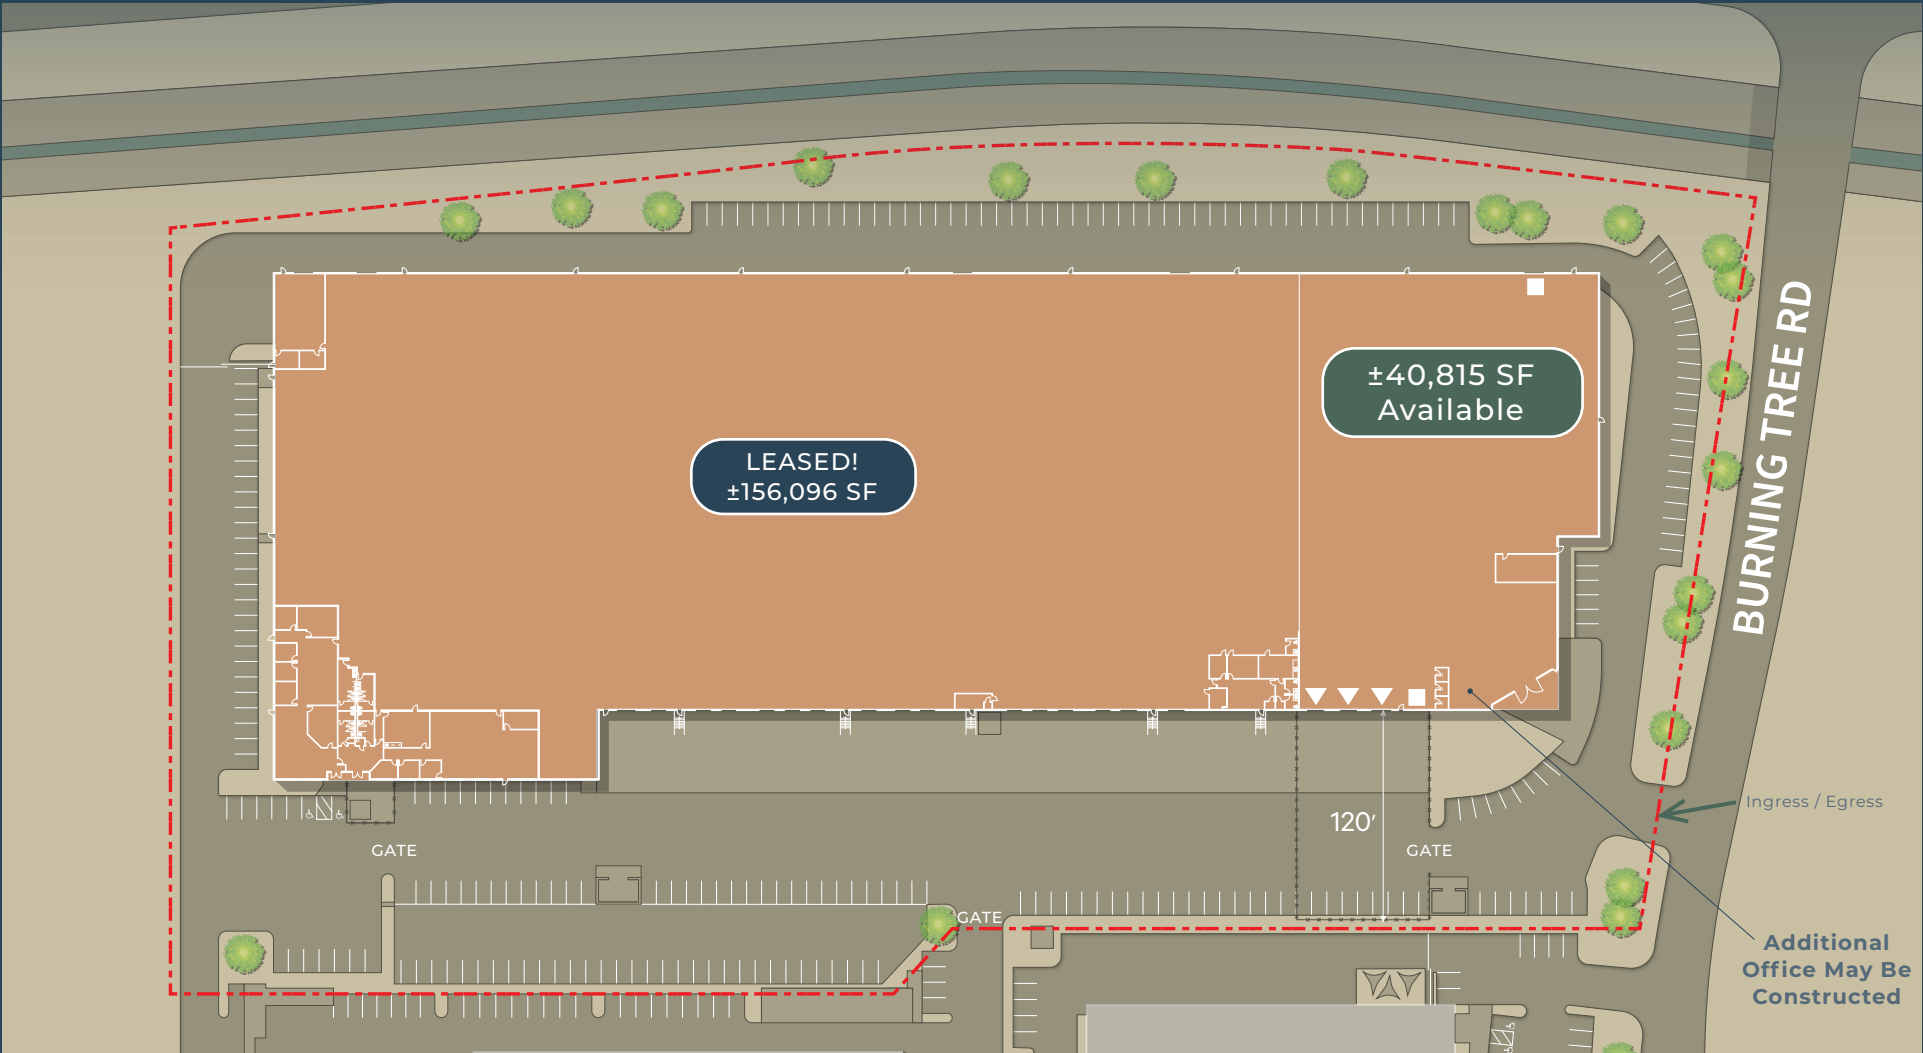 ±40,815 SF
Available
LEASED!
±156,096 SF
BURNING TREE RD
Ingress / Egress
120’
GATE
GATE
GATE
Additional
Office May Be
Constructed